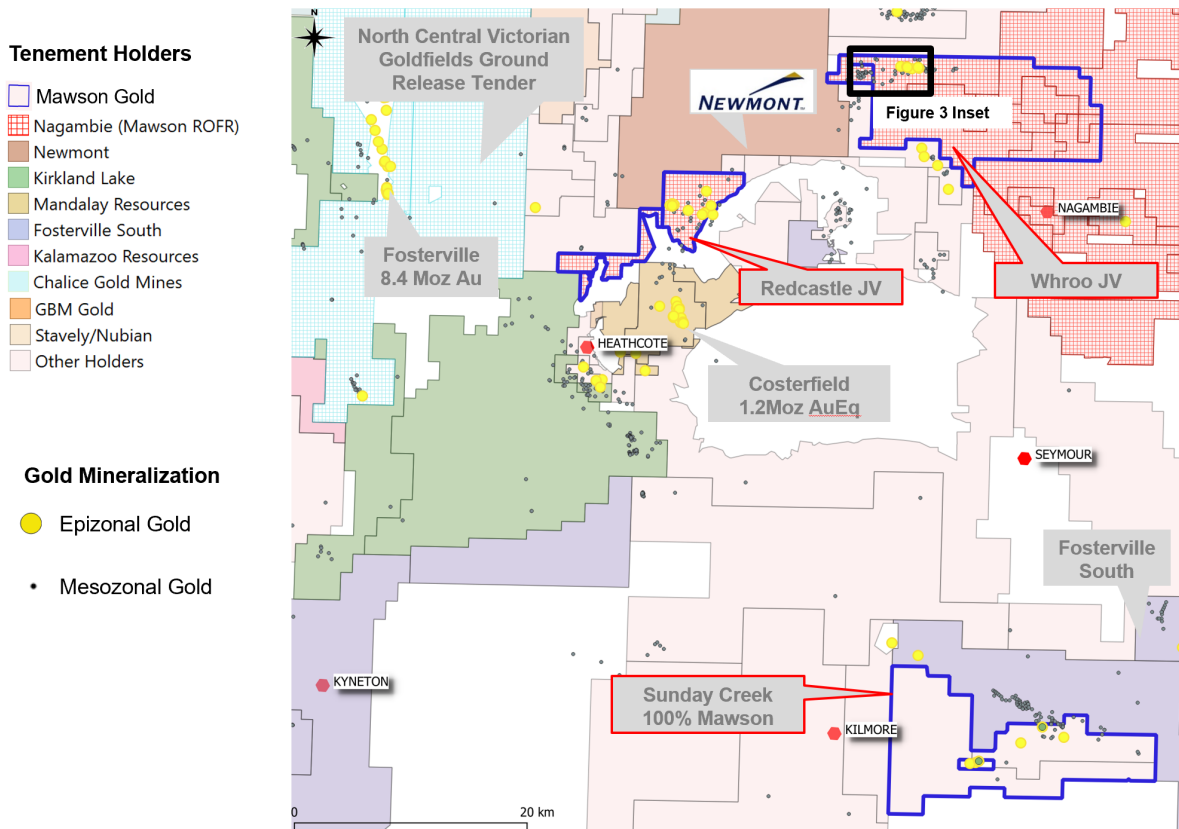 Tenement Holders
Mawson Gold
Nagambie (Mawson ROFR)
Newmont
Kirkland Lake
Mandalay Resources
Fosterville South
Kalamazoo Resources
Chalice Gold Mines
GBM Gold
Stavely/Nubian
Other Holders
Gold Mineralization
Epizonal Gold
Mesozonal Gold
N
North Central Victorian
Goldfields Ground
Release Tender
NEWMONT
Figure 3 Inset
NAGAMBIE
Fosterville
8.4 Moz Au
Redcastle JV
Whroo JV
HEATHCOTE
Costerfield
1.2Moz AuEq
SEYMOUR
Fosterville
South
KYNETON
Sunday Creek
100% Mawson
KILMORE
0
20 km